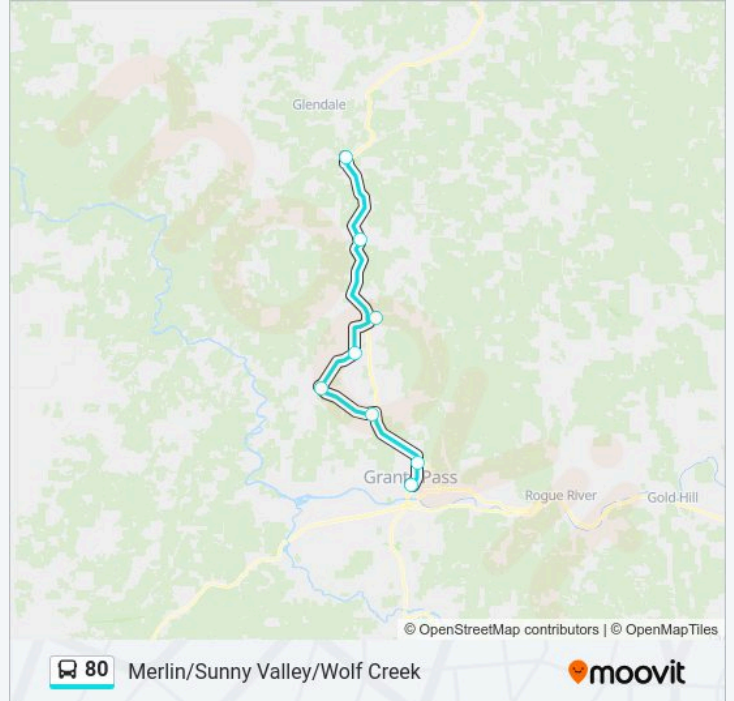 Glendale
Grants Pass
Rogue River
Gold Hill
© OpenStreetMap contributors | © OpenMapTiles
80
Merlin/Sunny Valley/Wolf Creek
moovit